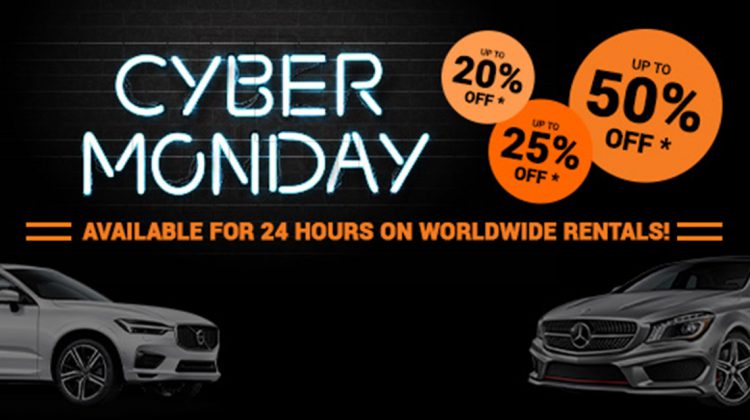 CYBER
MONDAY
UP TO
20%
OFF *
UP TO
25%
OFF *
UP TO
50%
OFF *
AVAILABLE FOR 24 HOURS ON WORLDWIDE RENTALS!